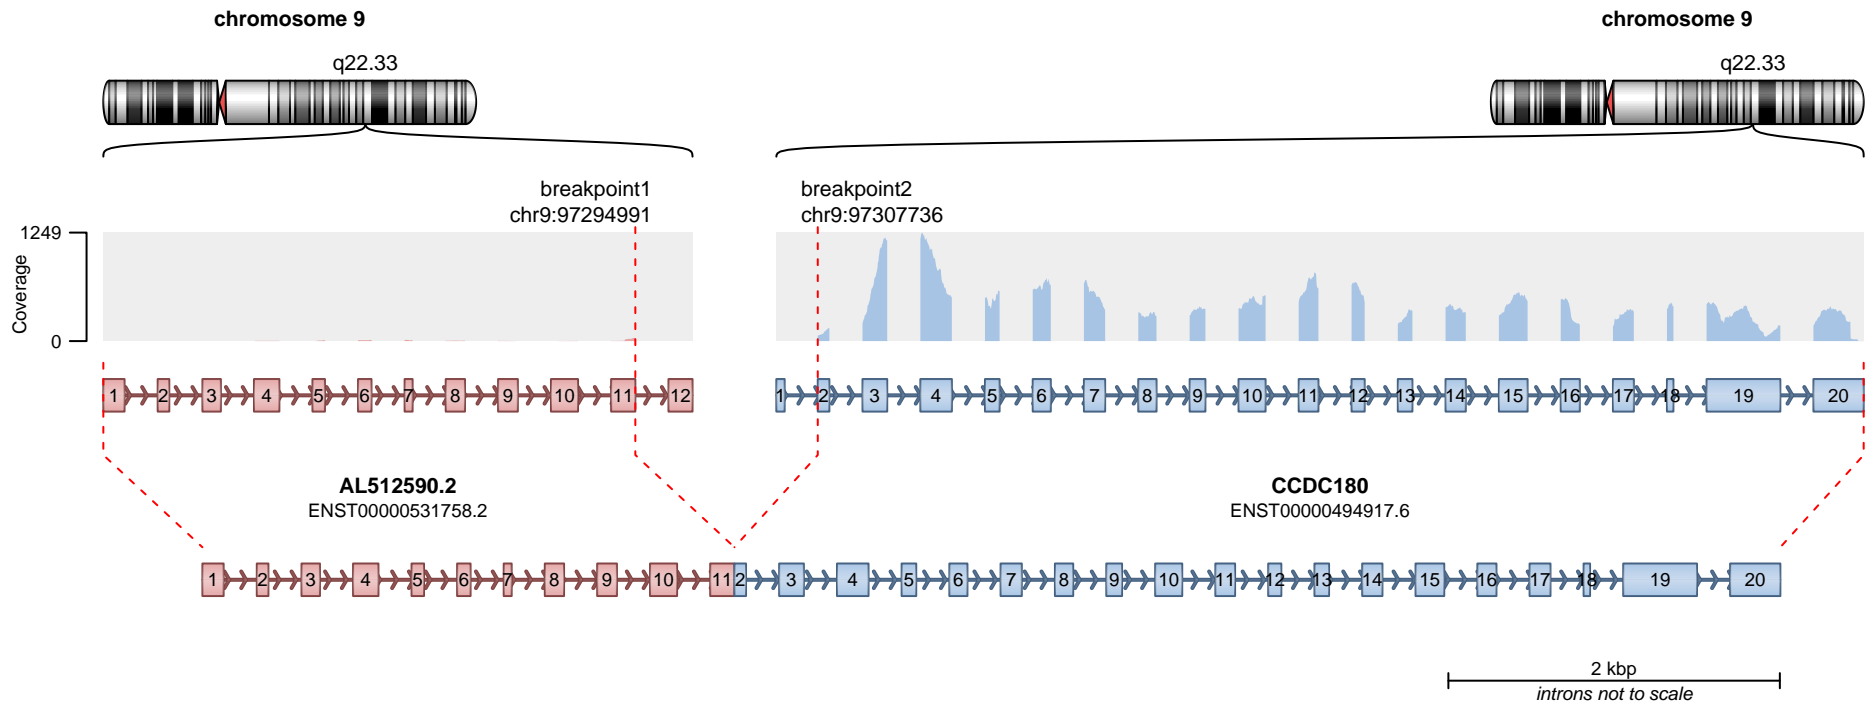 chromosome 9
chromosome 9
q22.33
q22.33
breakpoint1
chr9:97294991
breakpoint2
chr9:97307736
1249
Coverage
0
1 2 3 4 5 6 7 8 9 10 11 12
1 2 3 4 5 6 7 8 9 10 11 12 13 14 15 16 17 18 19 20
AL512590.2
ENST00000531758.2
CCDC180
ENST00000494917.6
1 2 3 4 5 6 7 8 9 10 11 2 3 4 5 6 7 8 9 10 11 12 13 14 15 16 17 18 19 20
2 kbp
introns not to scale